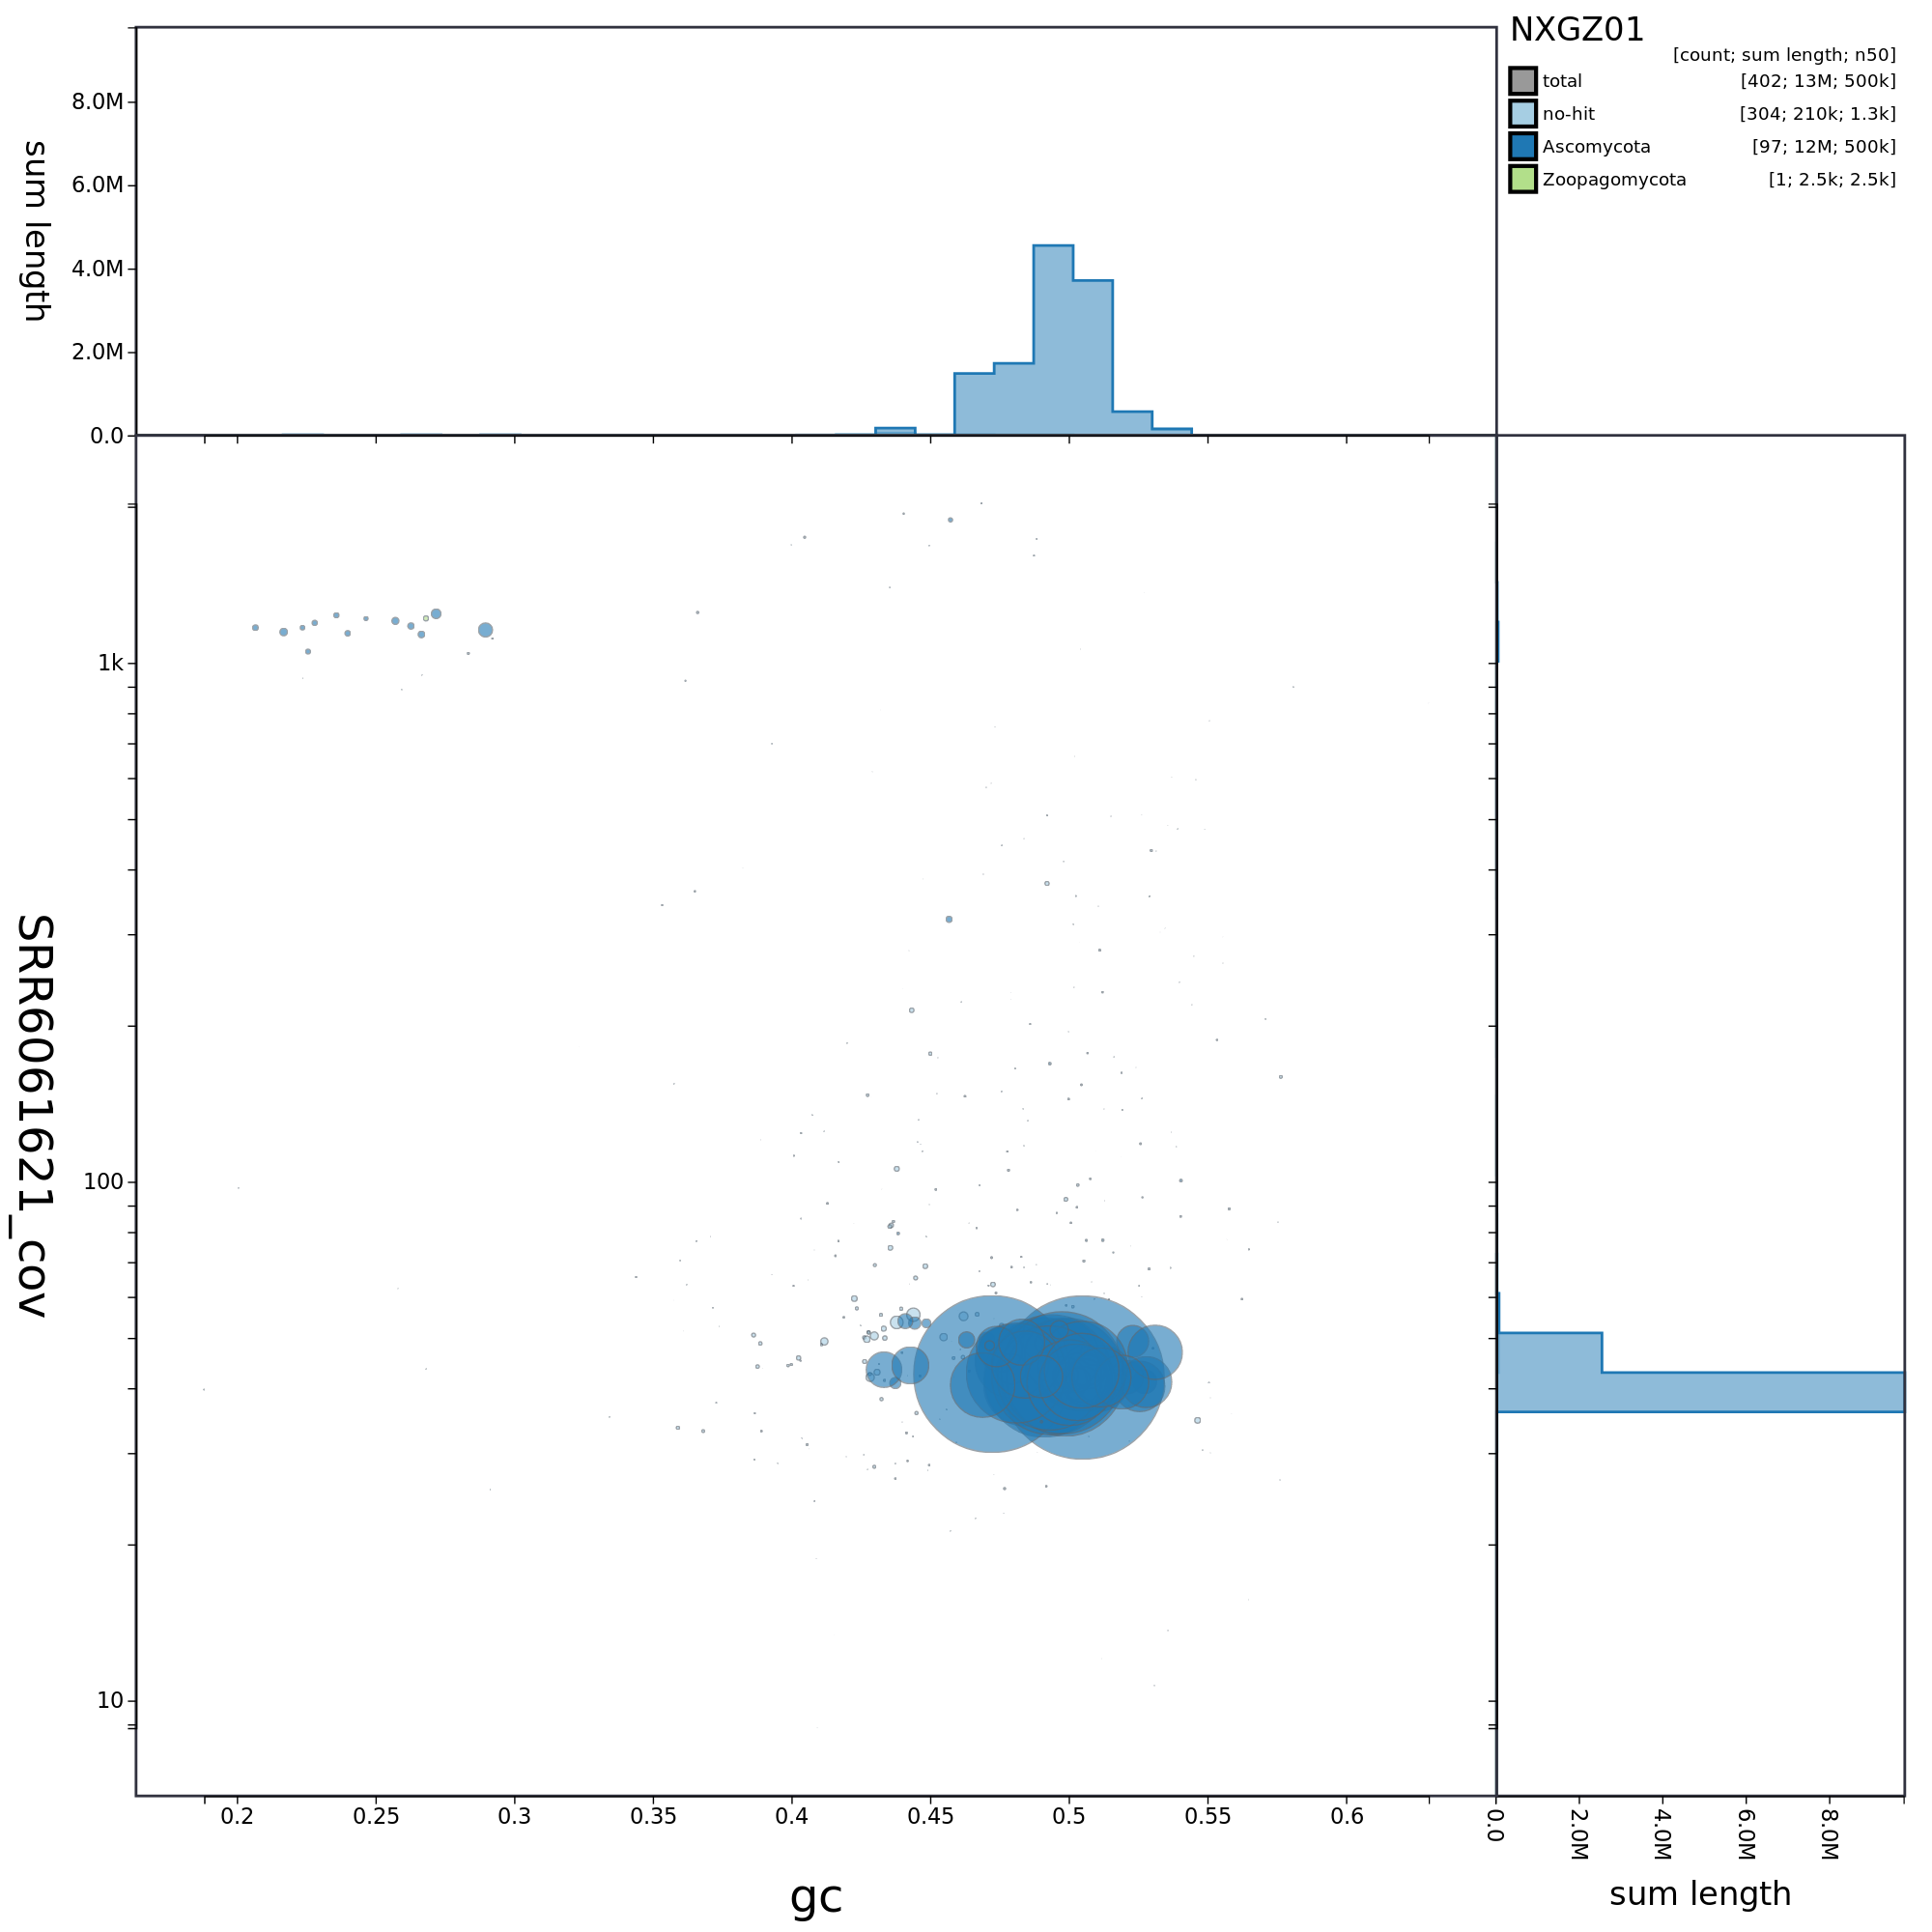 NXGZ01
[count; sum length; n50]
total [402; 13M; 500k]
no-hit [304; 210k; 1.3k]
Ascomycota [97; 12M; 500k]
Zoopagomycota [1; 2.5k; 2.5k]
sum length
8.0M
6.0M
4.0M
2.0M
0.0
SRR6061621_cov
1k
100
10
0.2 0.25 0.3 0.35 0.4 0.45 0.5 0.55 0.6
gc
0.0 2.0M 4.0M 6.0M 8.0M
sum length